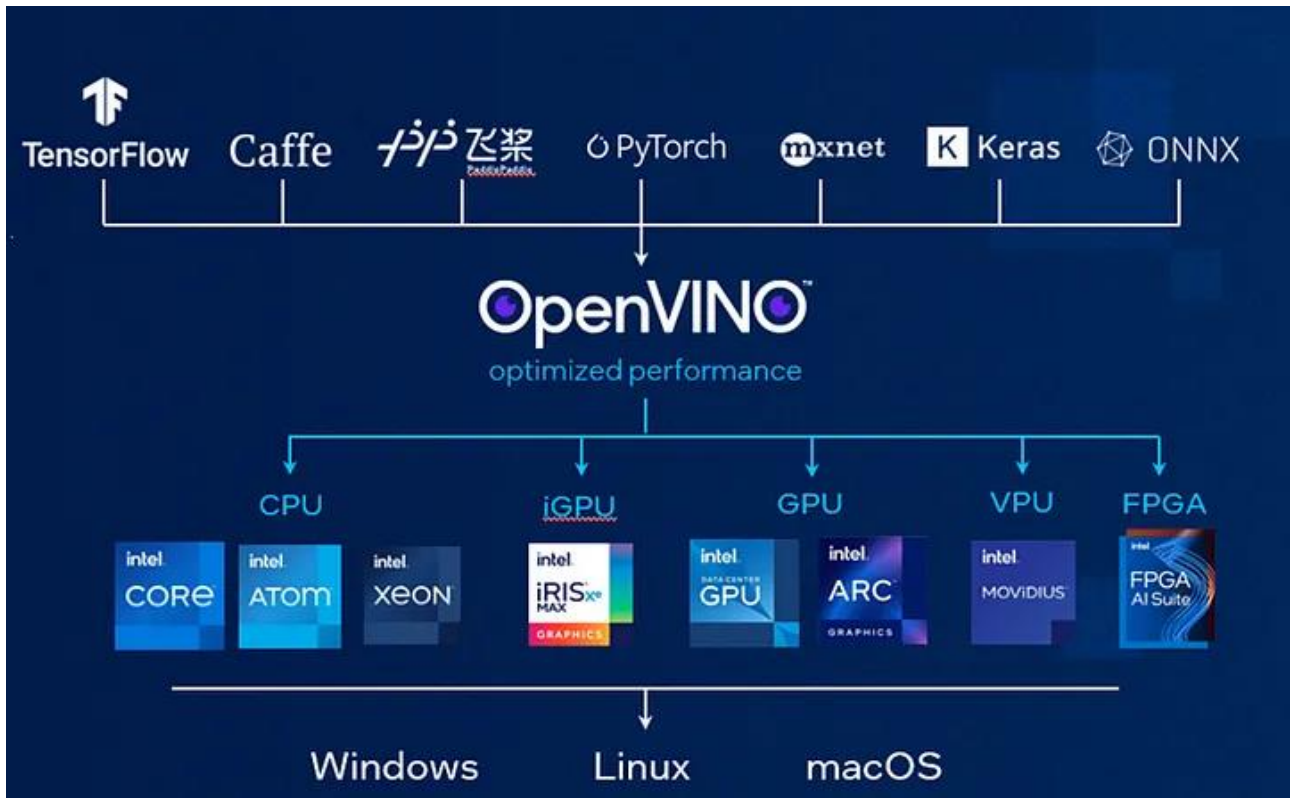 TensorFlow
Caffe
飞桨
PaddlePaddle
PyTorch
mxnet
K Keras
ONNX
OpenVINO™
optimized performance
CPU
iGPU
GPU
VPU
FPGA
intel.
CORE
intel.
ATOM
intel.
XEON
intel.
iRIS Xe
MAX
GRAPHICS
intel.
DATA CENTER
GPU
intel.
ARC
GRAPHICS
intel.
MOVIDIUS
intel
FPGA
AI Suite
Windows
Linux
macOS